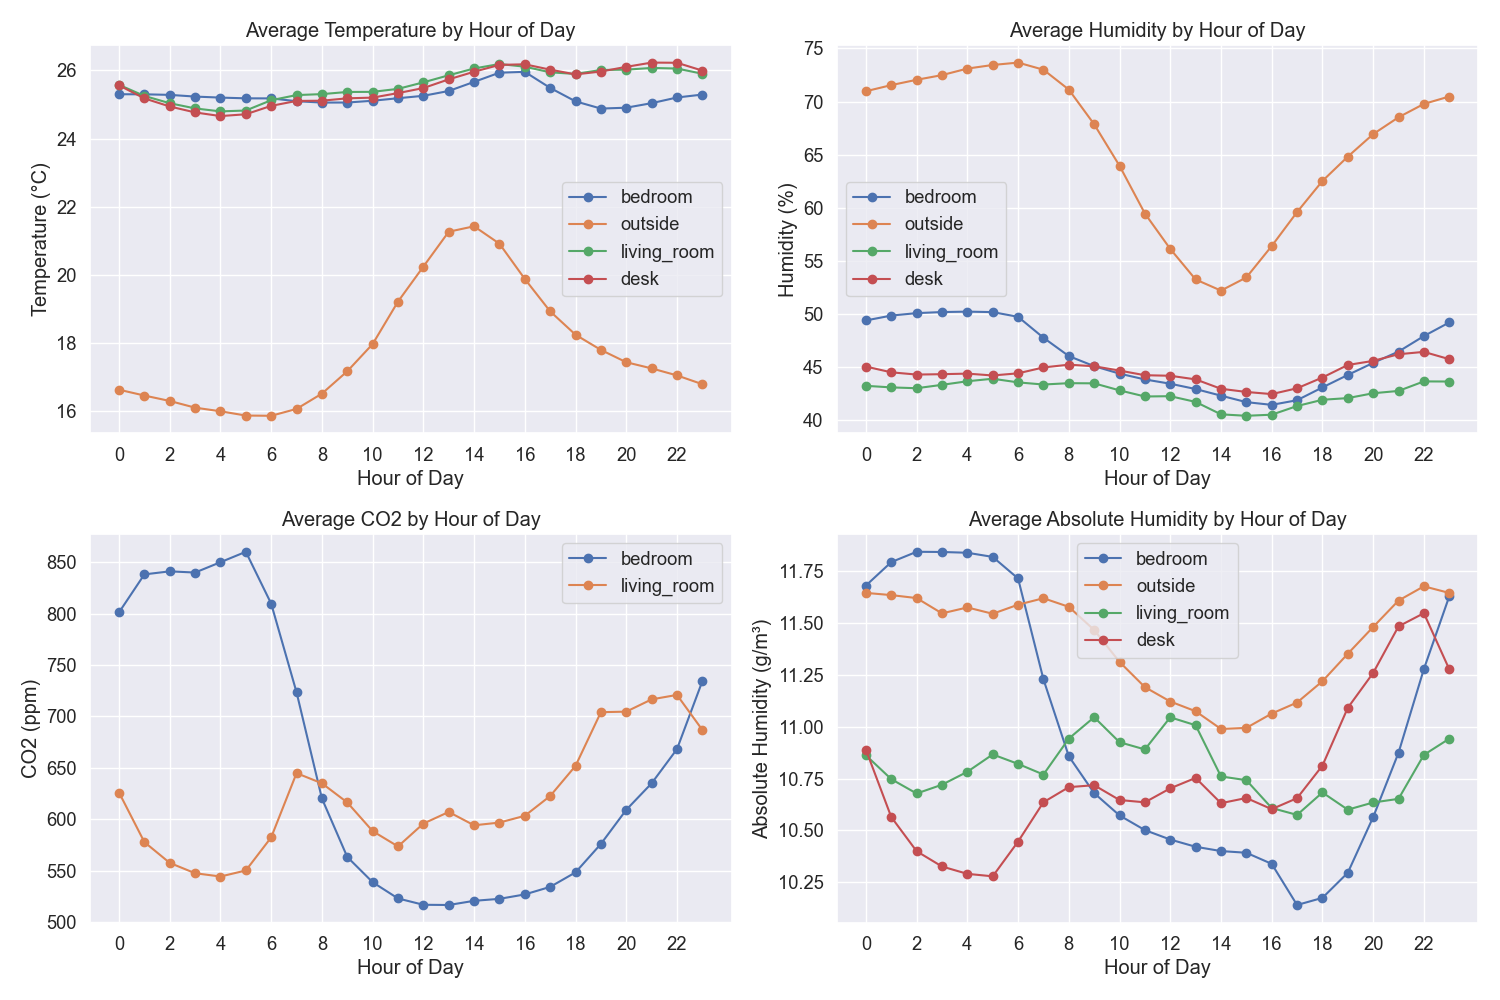 Average Temperature by Hour of Day
Temperature (°C)
26
24
22
20
18
16
bedroom
outside
living_room
desk
0 2 4 6 8 10 12 14 16 18 20 22
Hour of Day
Average Humidity by Hour of Day
Humidity (%)
75
70
65
60
55
50
45
40
bedroom
outside
living_room
desk
0 2 4 6 8 10 12 14 16 18 20 22
Hour of Day
Average CO2 by Hour of Day
CO2 (ppm)
850
800
750
700
650
600
550
500
bedroom
living_room
0 2 4 6 8 10 12 14 16 18 20 22
Hour of Day
Average Absolute Humidity by Hour of Day
Absolute Humidity (g/m³)
11.75
11.50
11.25
11.00
10.75
10.50
10.25
bedroom
outside
living_room
desk
0 2 4 6 8 10 12 14 16 18 20 22
Hour of Day